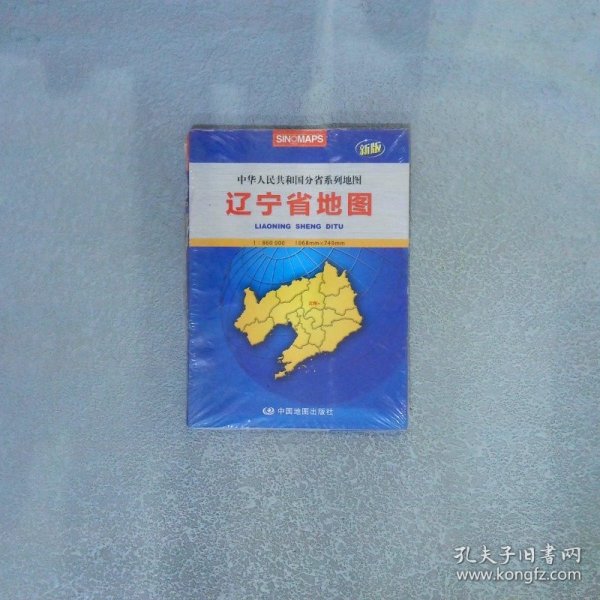 SINOMAPS
新版
中华人民共和国分省系列地图
辽宁省地图
LIAONING SHENG DITU
1:860 000 1068mm×749mm
中国地图出版社
孔夫子旧书网
www.kongfz.com